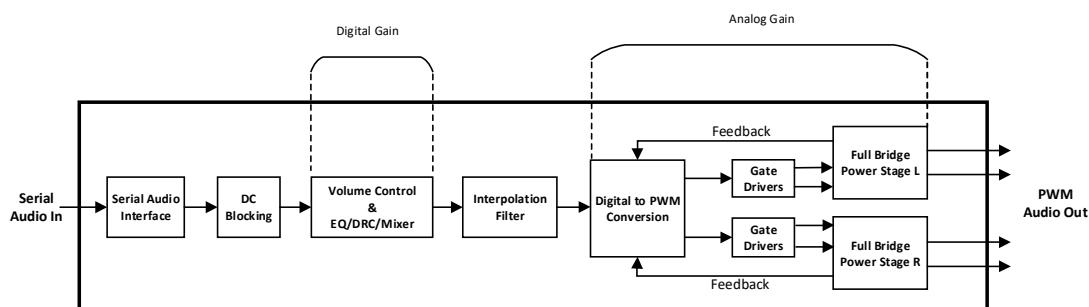 Analog Gain
Digital Gain
Feedback
Serial
Audio In
Serial Audio
Interface
DC
Blocking
Volume Control
&
EQ/DRC/Mixer
Interpolation
Filter
Digital to PWM
Conversion
Gate
Drivers
Full Bridge
Power Stage L
Gate
Drivers
Full Bridge
Power Stage R
PWM
Audio Out
Feedback